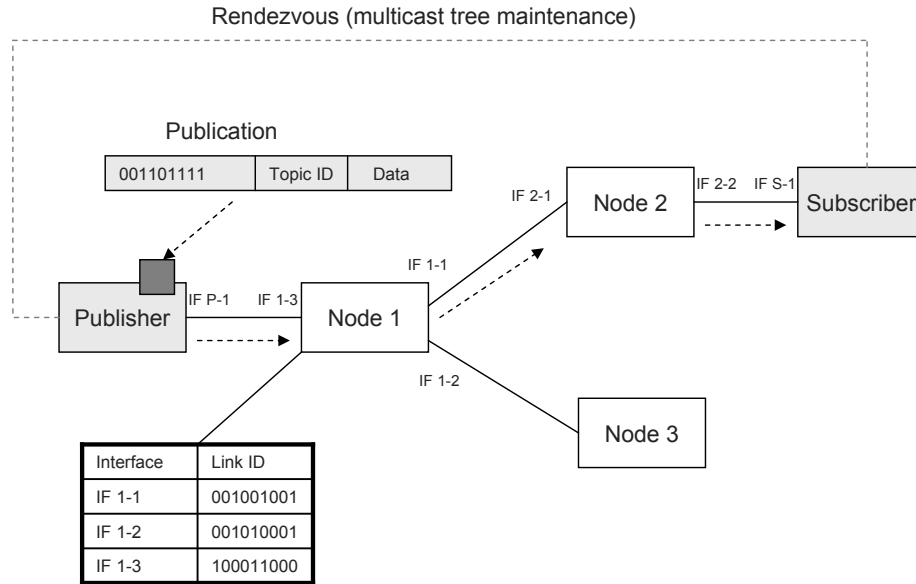 Rendezvous (multicast tree maintenance)
Publication
001101111 Topic ID Data
IF 2-1
Node 2
IF 2-2
IF S-1
Subscriber
IF 1-1
Publisher
IF P-1
IF 1-3
Node 1
IF 1-2
Node 3
Interface Link ID
IF 1-1 001001001
IF 1-2 001010001
IF 1-3 100011000